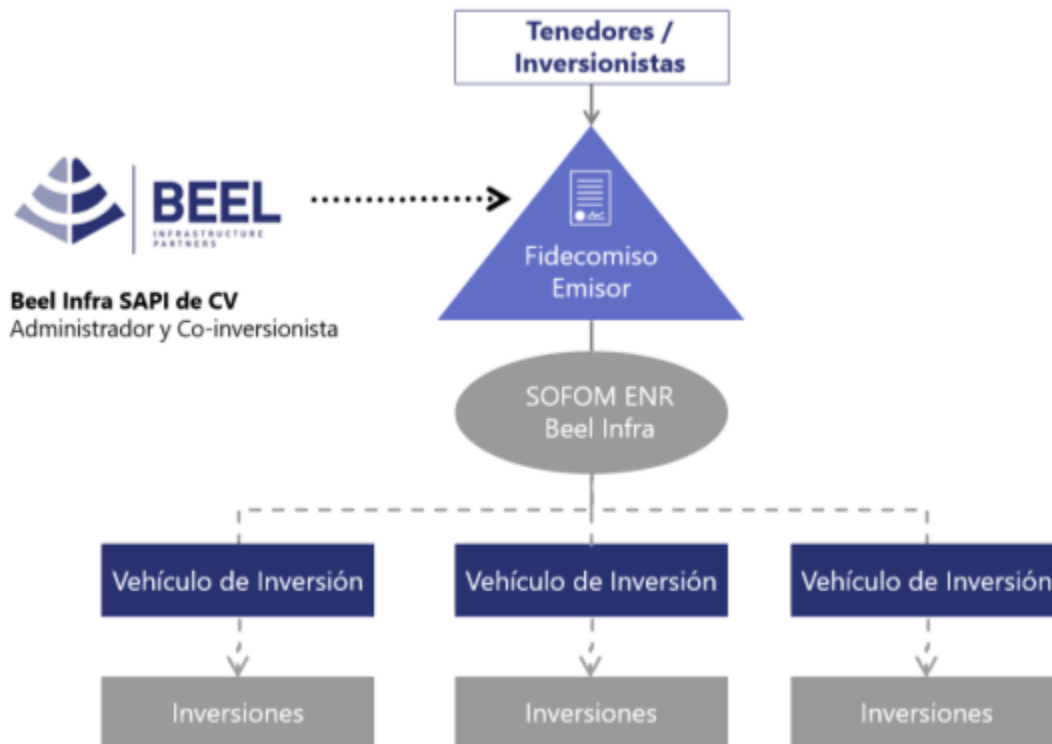 Tenedores /
Inversionistas
BEEL
INFRASTRUCTURE
PARTNERS
Beel Infra SAPI de CV
Administrador y Co-inversionista
Fidecomiso
Emisor
SOFOM ENR
Beel Infra
Vehículo de Inversión
Vehículo de Inversión
Vehículo de Inversión
Inversiones
Inversiones
Inversiones